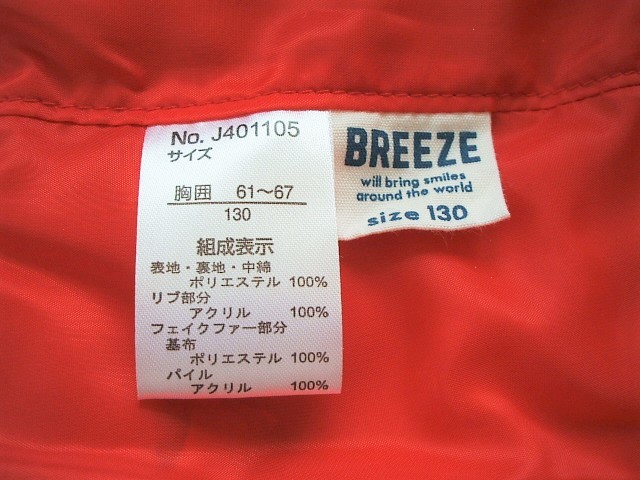 No. J401105
サイズ
胸囲 61〜67
130
組成表示
表地・裏地・中綿
ポリエステル 100%
リブ部分
アクリル 100%
フェイクファー部分
基布
ポリエステル 100%
パイル
アクリル 100%
BREEZE
will bring smiles
around the world
size 130